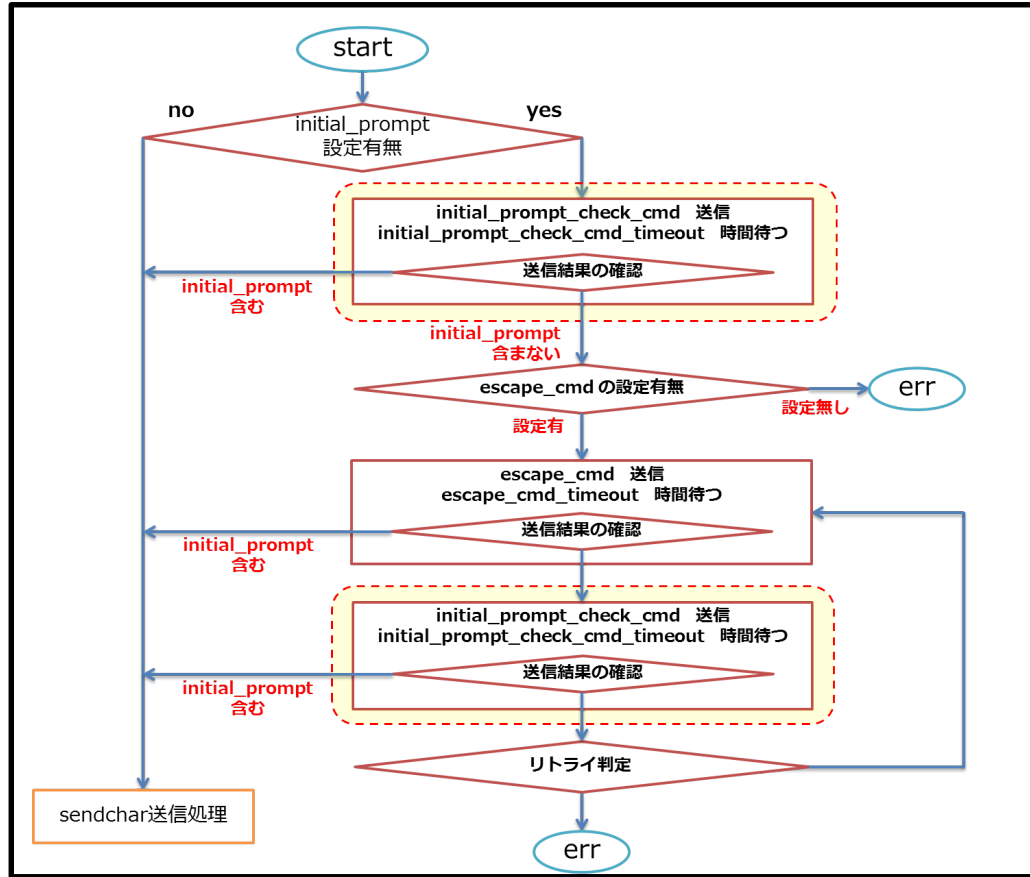 start
no
yes
initial_prompt
設定有無
initial_prompt_check_cmd 送信
initial_prompt_check_cmd_timeout 時間待つ
送信結果の確認
initial_prompt
含む
initial_prompt
含まない
escape_cmd の設定有無
err
設定無し
設定有
escape_cmd 送信
escape_cmd_timeout 時間待つ
送信結果の確認
initial_prompt
含む
initial_prompt_check_cmd 送信
initial_prompt_check_cmd_timeout 時間待つ
送信結果の確認
initial_prompt
含む
リトライ判定
sendchar送信処理
err